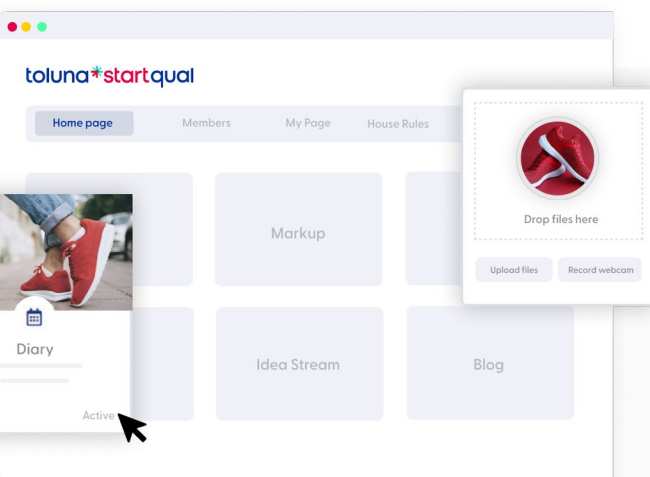 toluna*startqual
Home page
Members
My Page
House Rules
Drop files here
Upload files
Record webcam
Markup
Diary
Active
Idea Stream
Blog